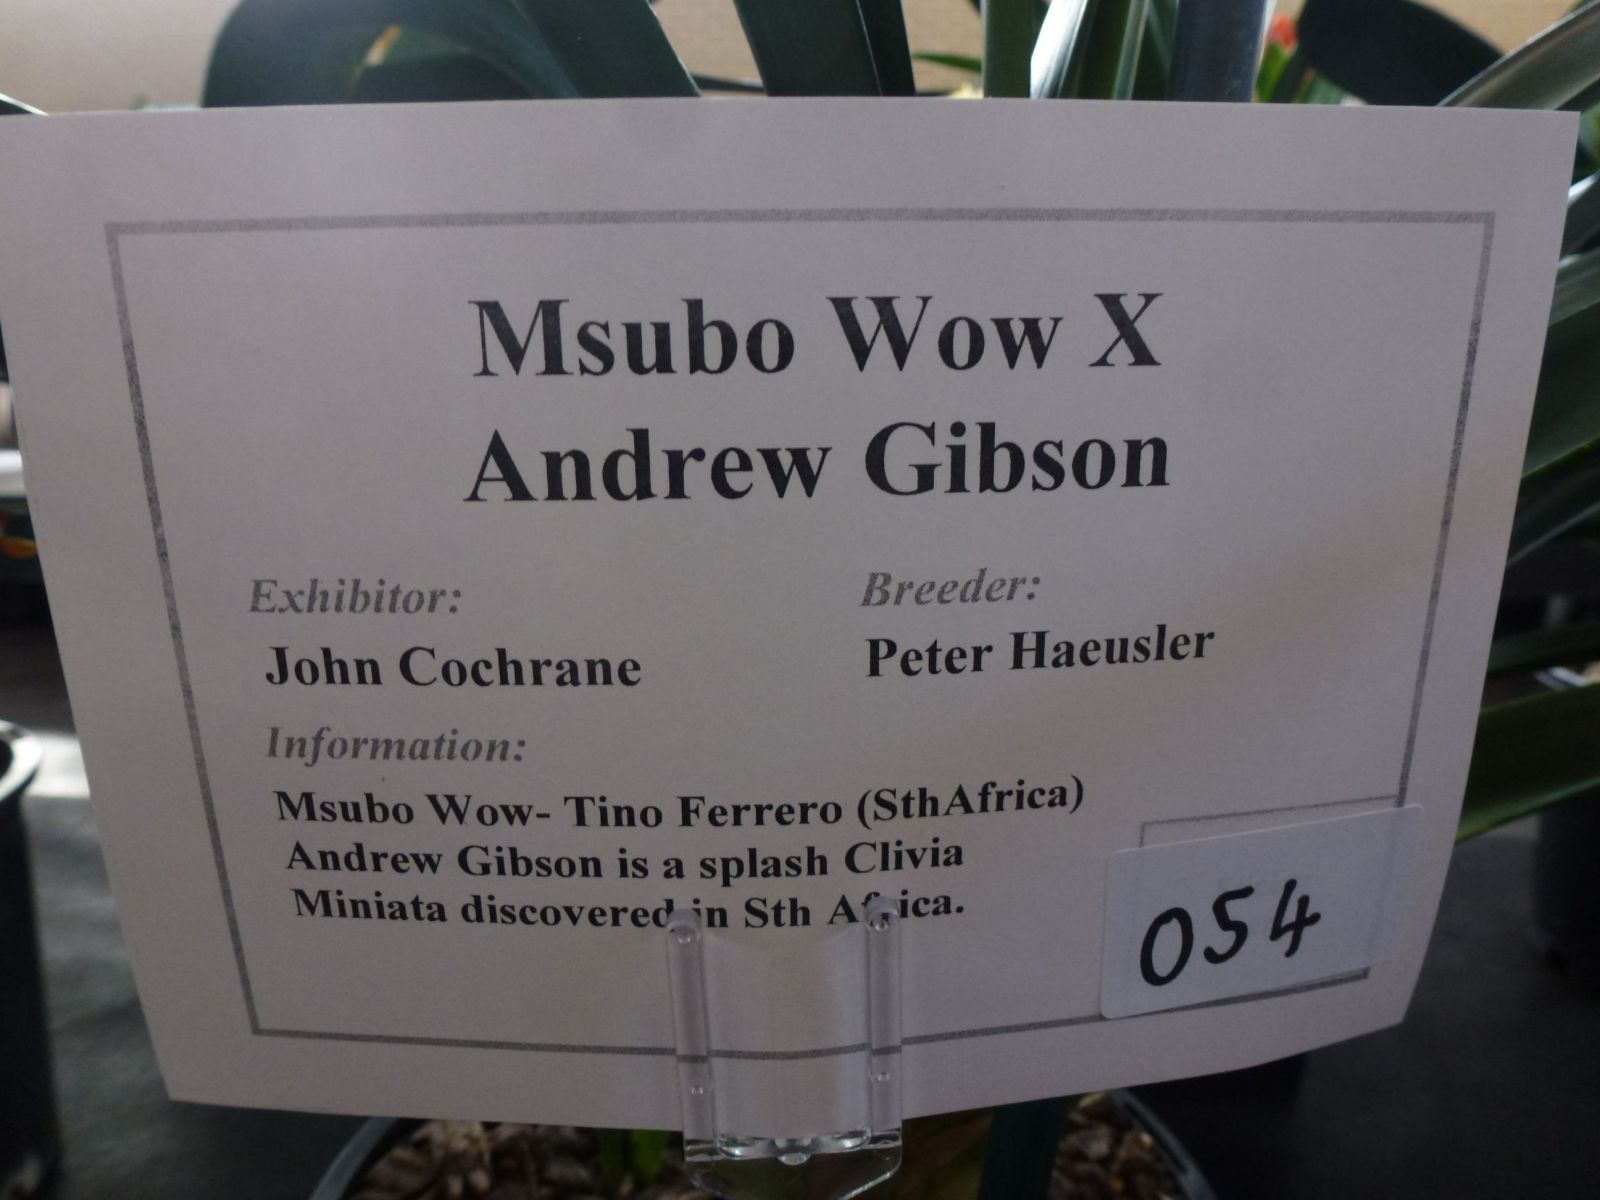 Msubo Wow X
Andrew Gibson
Exhibitor:
John Cochrane
Breeder:
Peter Haeusler
Information:
Msubo Wow- Tino Ferrero (SthAfrica)
Andrew Gibson is a splash Clivia
Miniata discovered in Sth Africa.
054